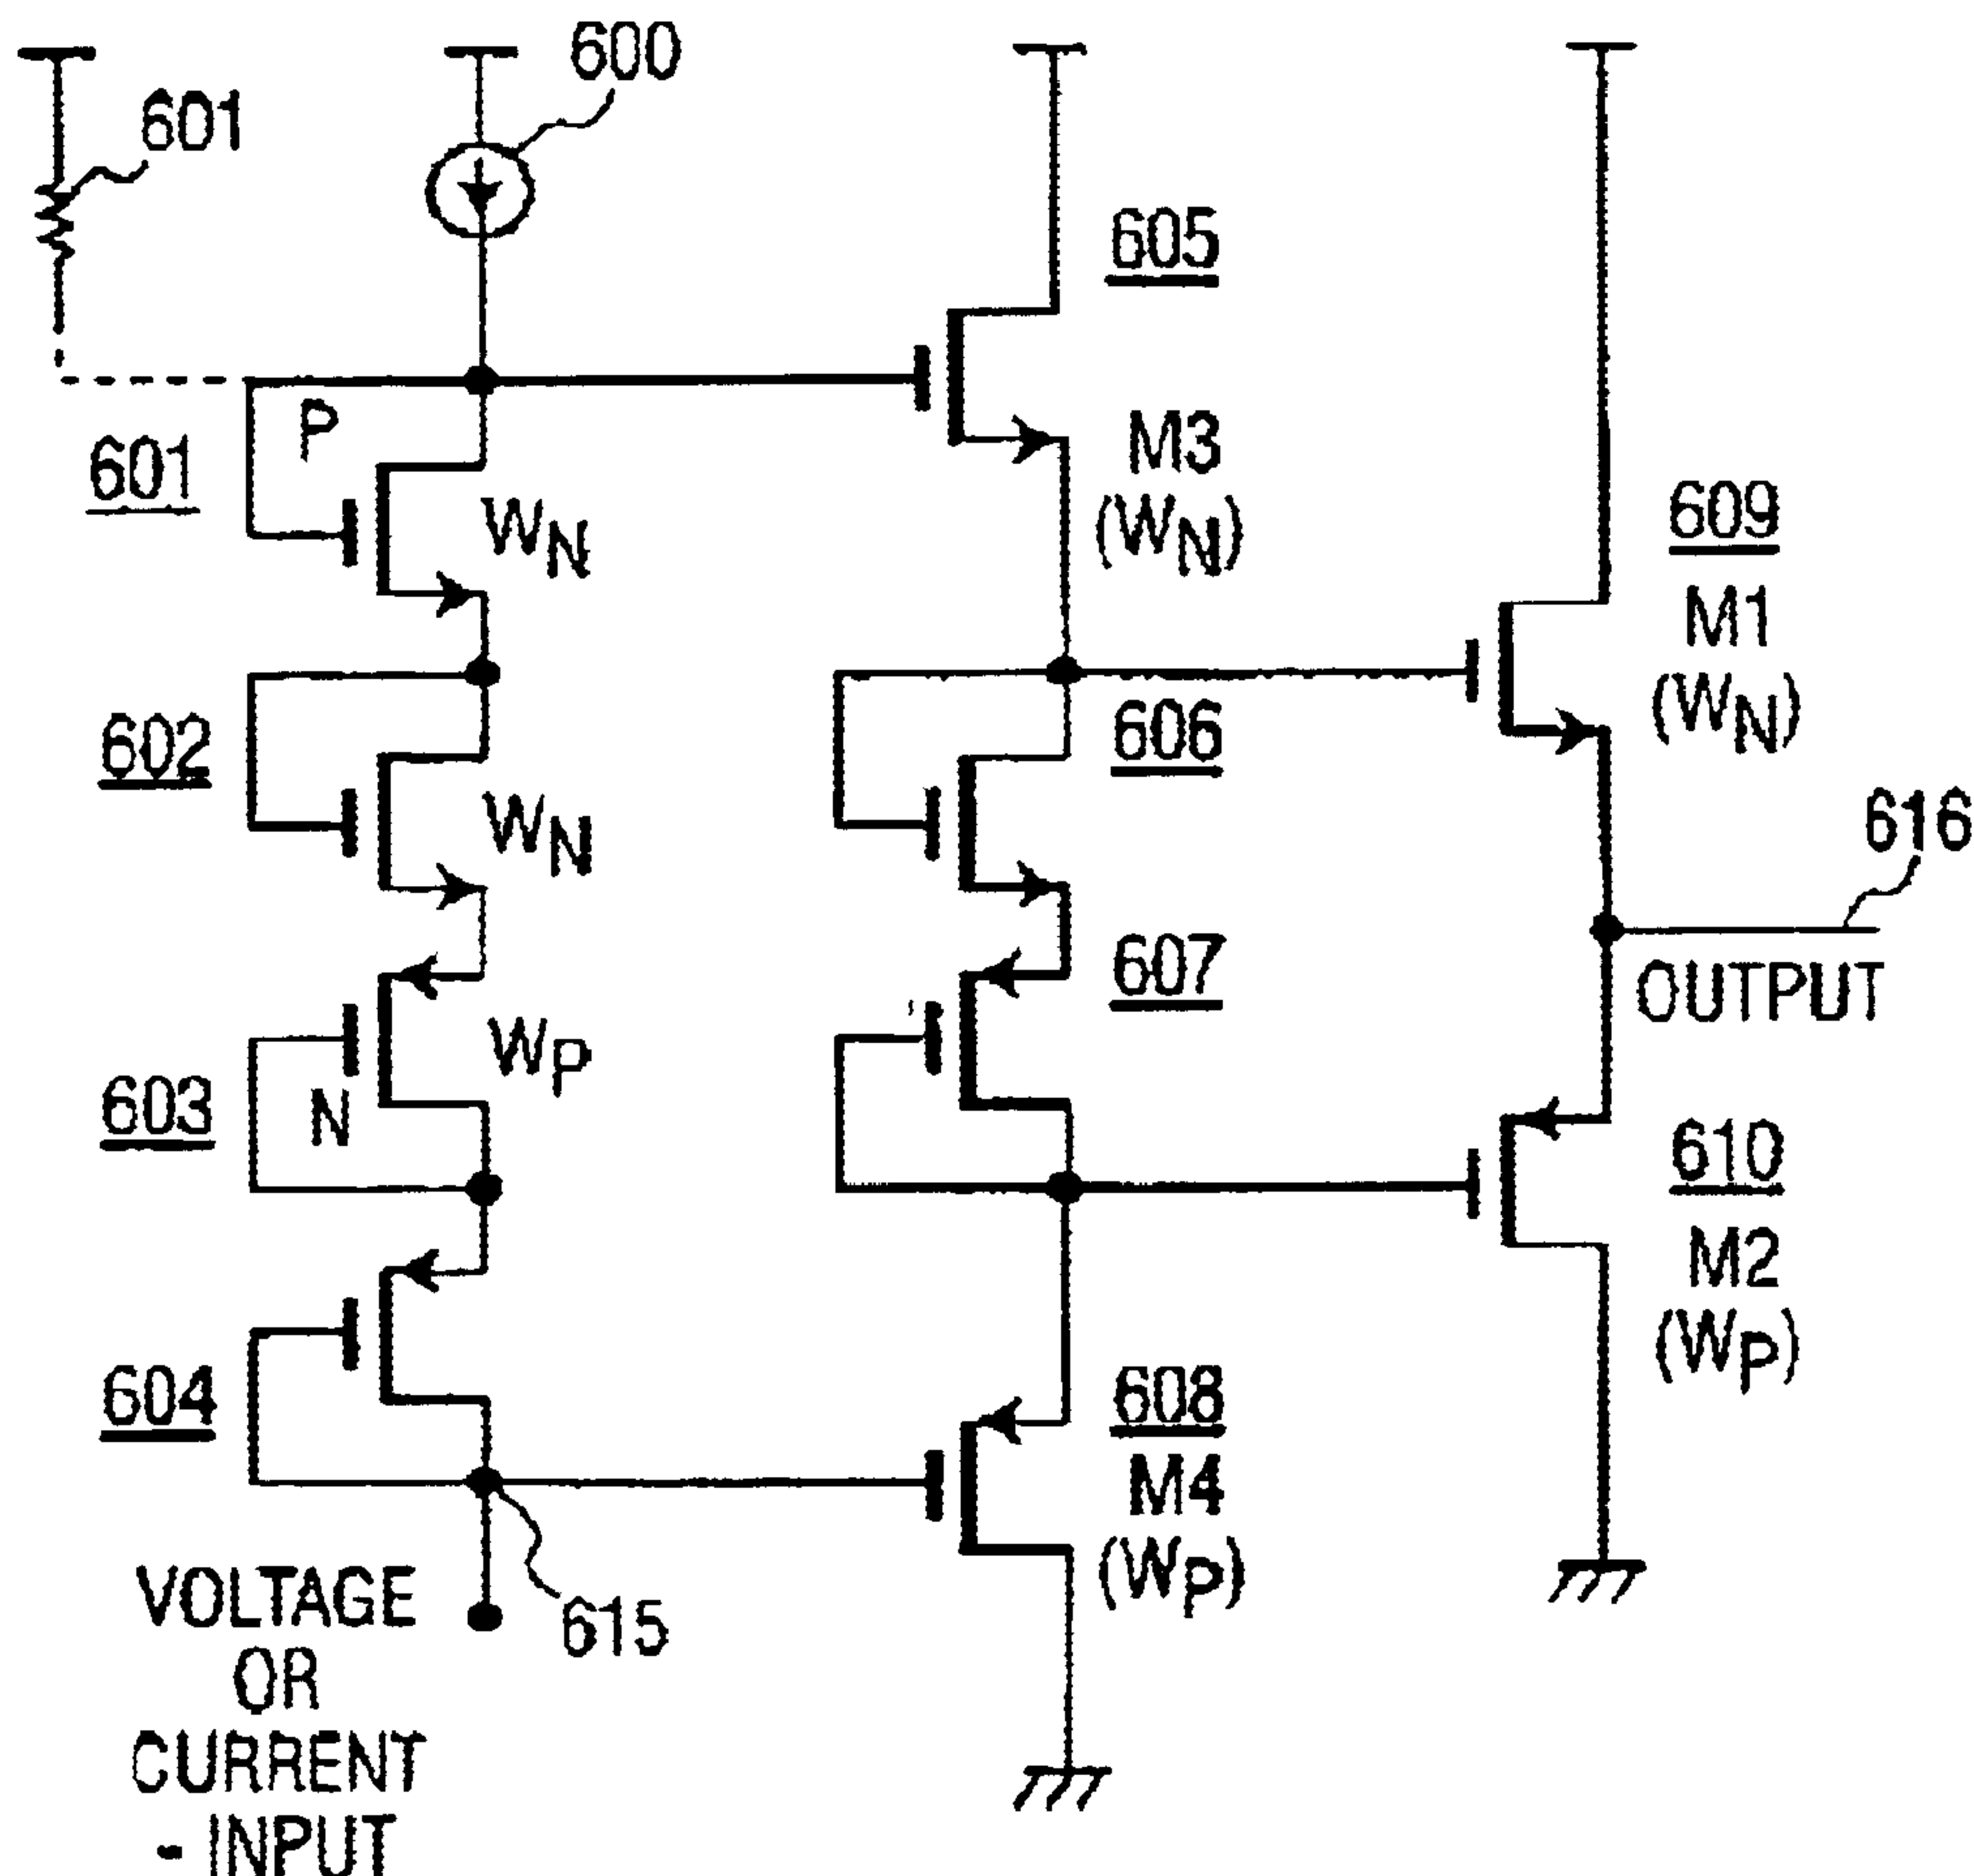 600
601
605
P
601
M3
(WN)
WN
609
M1
(WN)
602
606
WN
616
607
OUTPUT
WP
603
N
610
M2
(WP)
604
608
M4
(WP)
615
VOLTAGE
OR
CURRENT
- INPUT